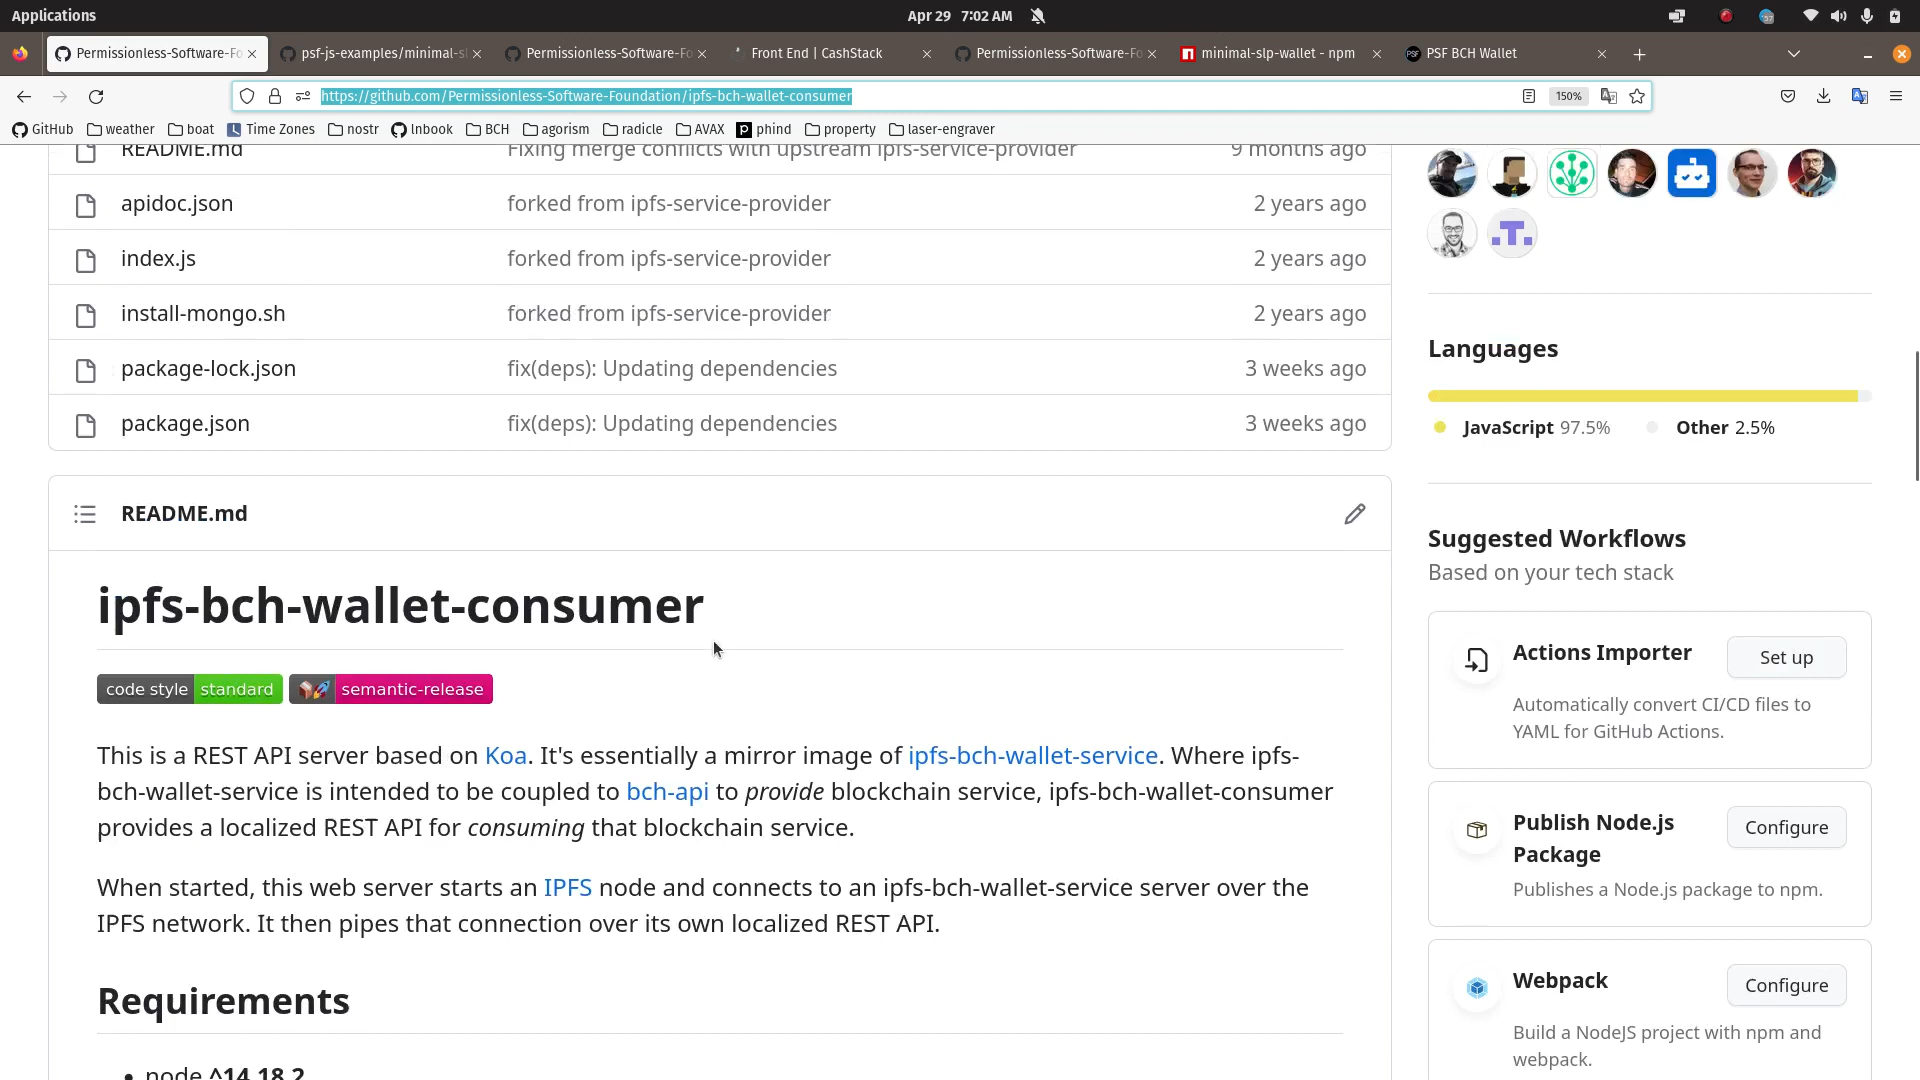 Applications
Apr 29 7:02 AM
Permissionless-Software-Fo
psf-js-examples/minimal-sl
Permissionless-Software-Fo
Front End | CashStack
Permissionless-Software-Fo
minimal-slp-wallet - npm
PSF BCH Wallet
https://github.com/Permissionless-Software-Foundation/ipfs-bch-wallet-consumer
150%
GitHub
weather
boat
Time Zones
nostr
lnbook
BCH
agorism
radicle
AVAX
phind
property
laser-engraver
README.md Fixing merge conflicts with upstream ipfs-service-provider 9 months ago
apidoc.json forked from ipfs-service-provider 2 years ago
index.js forked from ipfs-service-provider 2 years ago
install-mongo.sh forked from ipfs-service-provider 2 years ago
package-lock.json fix(deps): Updating dependencies 3 weeks ago
package.json fix(deps): Updating dependencies 3 weeks ago
README.md
ipfs-bch-wallet-consumer
code style standard
semantic-release
This is a REST API server based on Koa. It's essentially a mirror image of ipfs-bch-wallet-service. Where ipfs-
bch-wallet-service is intended to be coupled to bch-api to provide blockchain service, ipfs-bch-wallet-consumer
provides a localized REST API for consuming that blockchain service.
When started, this web server starts an IPFS node and connects to an ipfs-bch-wallet-service server over the
IPFS network. It then pipes that connection over its own localized REST API.
Requirements
node ^14.18.2
Languages
JavaScript 97.5%
Other 2.5%
Suggested Workflows
Based on your tech stack
Actions Importer
Set up
Automatically convert CI/CD files to
YAML for GitHub Actions.
Publish Node.js
Package
Configure
Publishes a Node.js package to npm.
Webpack
Configure
Build a NodeJS project with npm and
webpack.